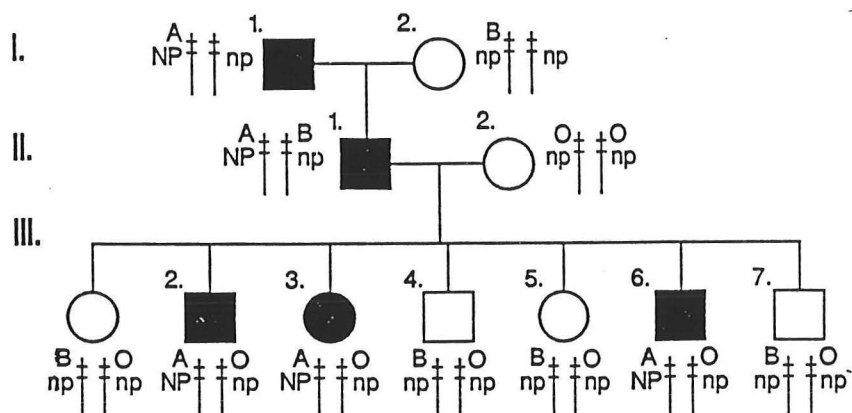 I.
A 1. 2. B
NP np np np
II.
A B 1. 2. O O
NP np np np
III.
2. 3. 4. 5. 6. 7.
B O A O A O B O B O A O B O
np np NP np NP np np np np np NP np np np